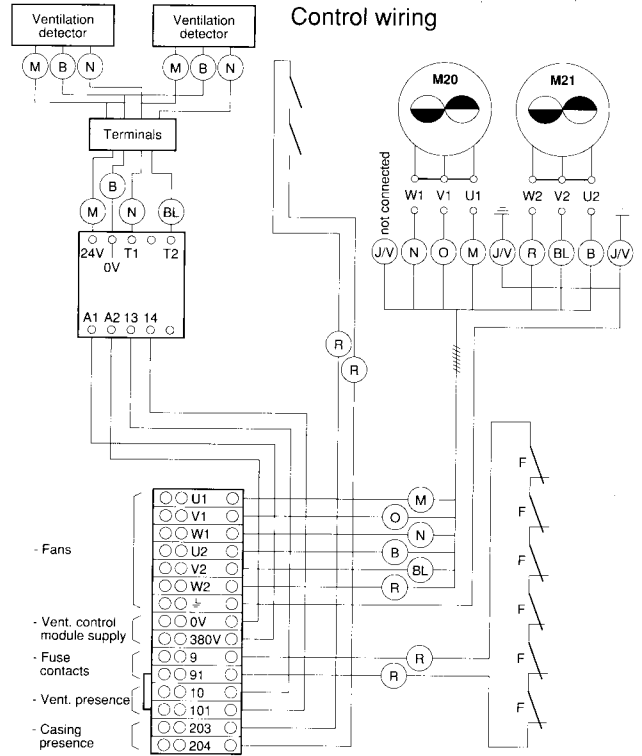 Control wiring
Ventilation
detector
Ventilation
detector
M B N
M B N
Terminals
B
M N BL
24V T1 T2
0V
A1 A2 13 14
M20 M21
not connected
W1 V1 U1 W2 V2 U2
J/V N O M J/V R BL B J/V
R
R
- Fans
- Vent. control
module supply
- Fuse
contacts
- Vent. presence
- Casing
presence
U1
V1
W1
U2
V2
W2
0V
380V
9
91
10
101
203
204
M
O
N
B
BL
R
R
R
F
F
F
F
F
F